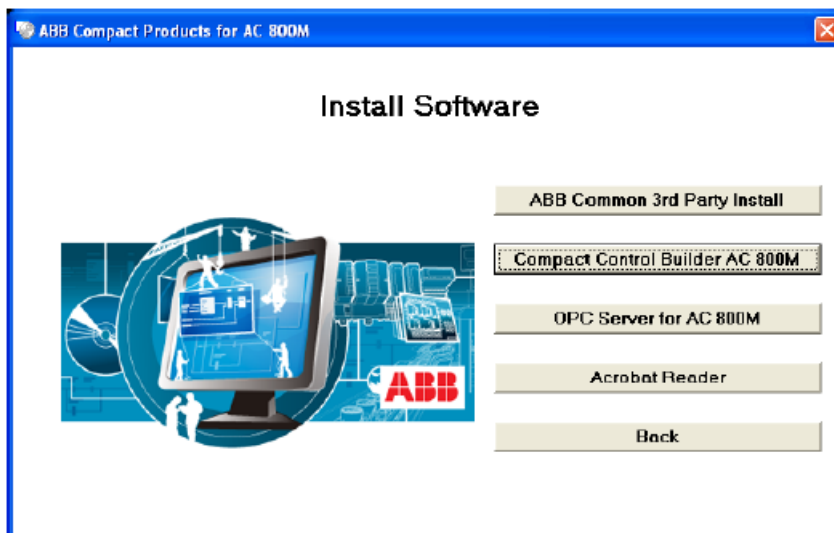 ABB Compact Products for AC 800M
Install Software
ABB Common 3rd Party Install
Compact Control Builder AC 800M
OPC Server for AC 800M
Acrobat Reader
Back
ABB